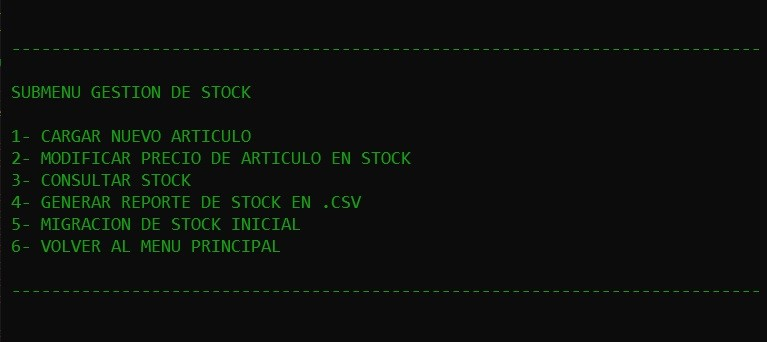 ---------------------------------------------------------------------------
SUBMENU GESTION DE STOCK
1- CARGAR NUEVO ARTICULO
2- MODIFICAR PRECIO DE ARTICULO EN STOCK
3- CONSULTAR STOCK
4- GENERAR REPORTE DE STOCK EN .CSV
5- MIGRACION DE STOCK INICIAL
6- VOLVER AL MENU PRINCIPAL
---------------------------------------------------------------------------